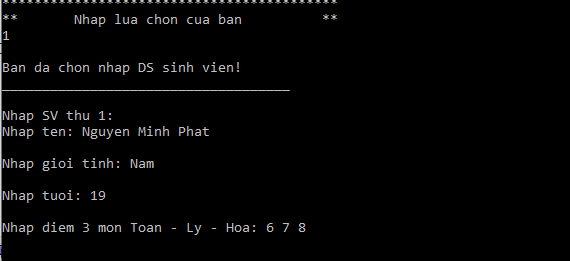 ******************************************
**       Nhap lua chon cua ban          **
1
Ban da chon nhap DS sinh vien!
____________________________________
Nhap SV thu 1:
Nhap ten: Nguyen Minh Phat
Nhap gioi tinh: Nam
Nhap tuoi: 19
Nhap diem 3 mon Toan - Ly - Hoa: 6 7 8